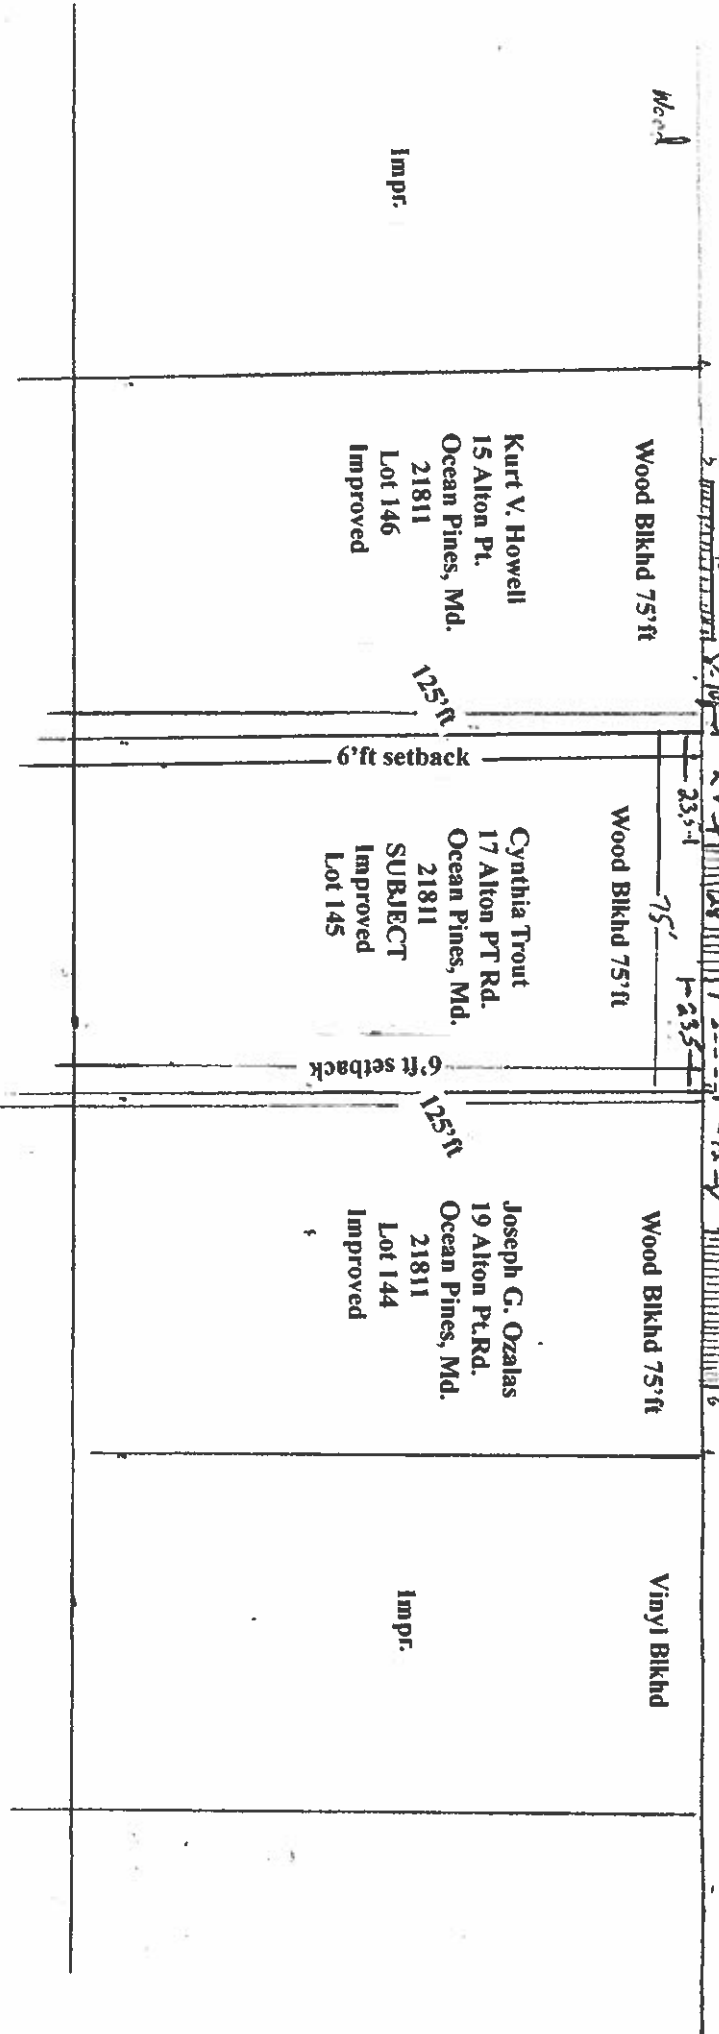 Wood
Impr.
Wood Blkhd 75'ft
Kurt V. Howell
15 Alton Pt.
Ocean Pines, Md.
21811
Lot 146
Improved
125'ft
6'ft setback
23.5
75'
Wood Blkhd 75'ft
Cynthia Trout
17 Alton PT Rd.
Ocean Pines, Md.
21811
SUBJECT
Improved
Lot 145
23.5
6'ft setback
125'ft
Wood Blkhd 75'ft
Joseph G. Ozalas
19 Alton Pt.Rd.
Ocean Pines, Md.
21811
Lot 144
Improved
Vinyl Blkhd
Impr.